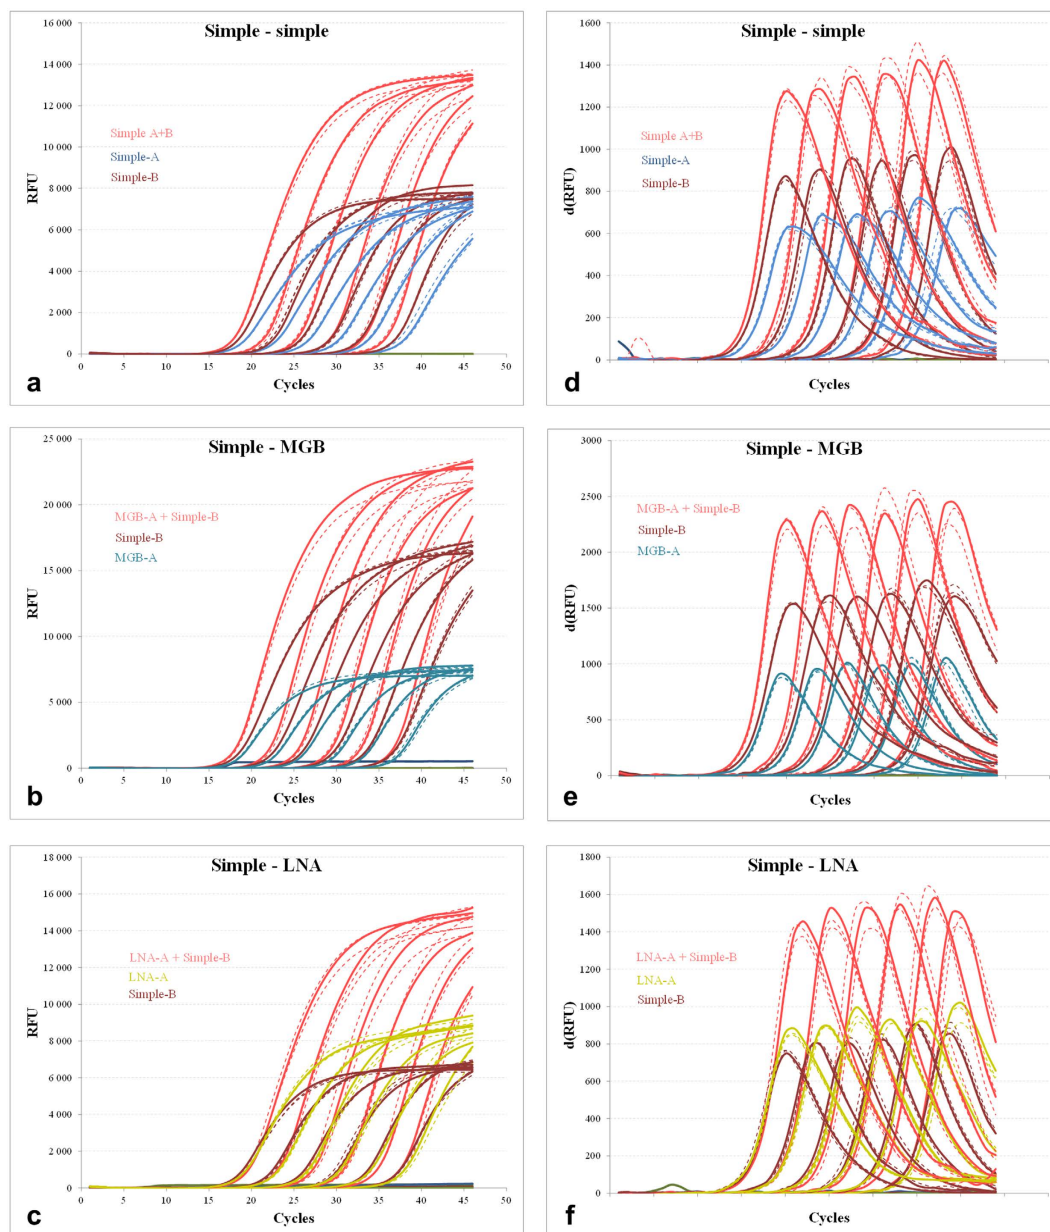 Simple - simple
16 000
14 000
12 000
10 000
8 000
6 000
4 000
2 000
0
RFU
Simple A+B
Simple-A
Simple-B
0 5 10 15 20 25 30 35 40 45 50
Cycles
a
Simple - simple
1600
1400
1200
1000
800
600
400
200
0
d(RFU)
Simple A+B
Simple-A
Simple-B
Cycles
d
Simple - MGB
25 000
20 000
15 000
10 000
5 000
0
RFU
MGB-A + Simple-B
Simple-B
MGB-A
0 5 10 15 20 25 30 35 40 45 50
Cycles
b
Simple - MGB
3000
2500
2000
1500
1000
500
0
d(RFU)
MGB-A + Simple-B
Simple-B
MGB-A
Cycles
e
Simple - LNA
18 000
16 000
14 000
12 000
10 000
8 000
6 000
4 000
2 000
0
RFU
LNA-A + Simple-B
LNA-A
Simple-B
0 5 10 15 20 25 30 35 40 45 50
Cycles
c
Simple - LNA
1800
1600
1400
1200
1000
800
600
400
200
0
d(RFU)
LNA-A + Simple-B
LNA-A
Simple-B
Cycles
f